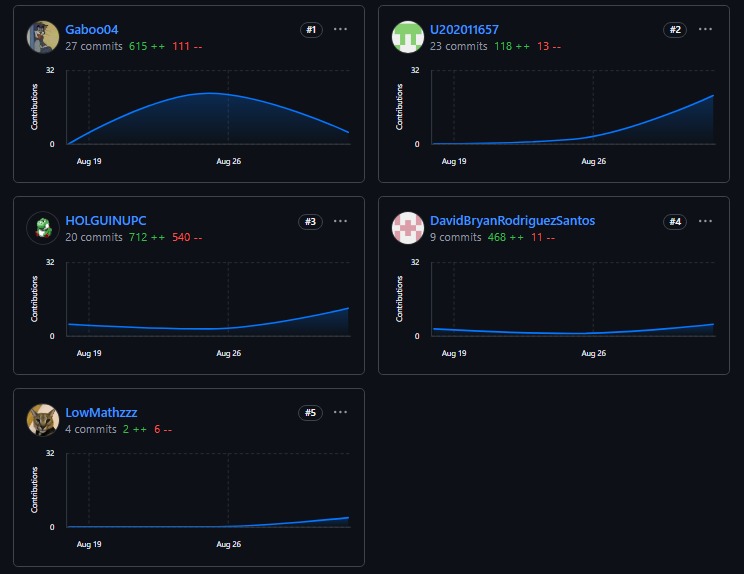 Gaboo04 #1 ...
27 commits 615 ++ 111 --
32
Contributions
0
Aug 19 Aug 26
U202011657 #2 ...
23 commits 118 ++ 13 --
32
Contributions
0
Aug 19 Aug 26
HOLGUINUPC #3 ...
20 commits 712 ++ 540 --
32
Contributions
0
Aug 19 Aug 26
DavidBryanRodriguezSantos #4 ...
9 commits 468 ++ 11 --
32
Contributions
0
Aug 19 Aug 26
LowMathzzz #5 ...
4 commits 2 ++ 6 --
32
Contributions
0
Aug 19 Aug 26